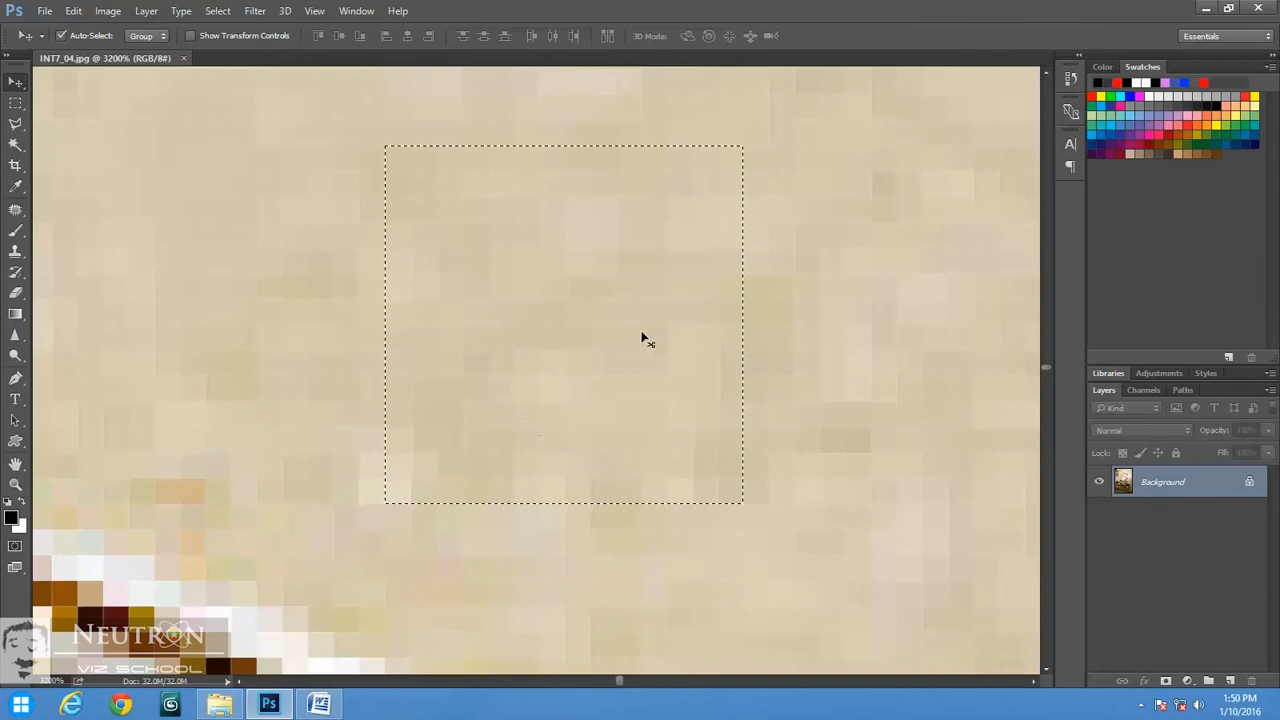 Ps File Edit Image Layer Type Select Filter 3D View Window Help
Auto-Select: Group Show Transform Controls 3D Mode: Essentials
INT7_04.jpg @ 3200% (RGB/8#) ×
Color Swatches
Libraries Adjustments Styles
Layers Channels Paths
Kind
Normal Opacity: 100%
Lock: Fill: 100%
Background
NEUTRON
VIZ SCHOOL
3200% Doc: 32.0M/32.0M
1:50 PM
1/10/2016